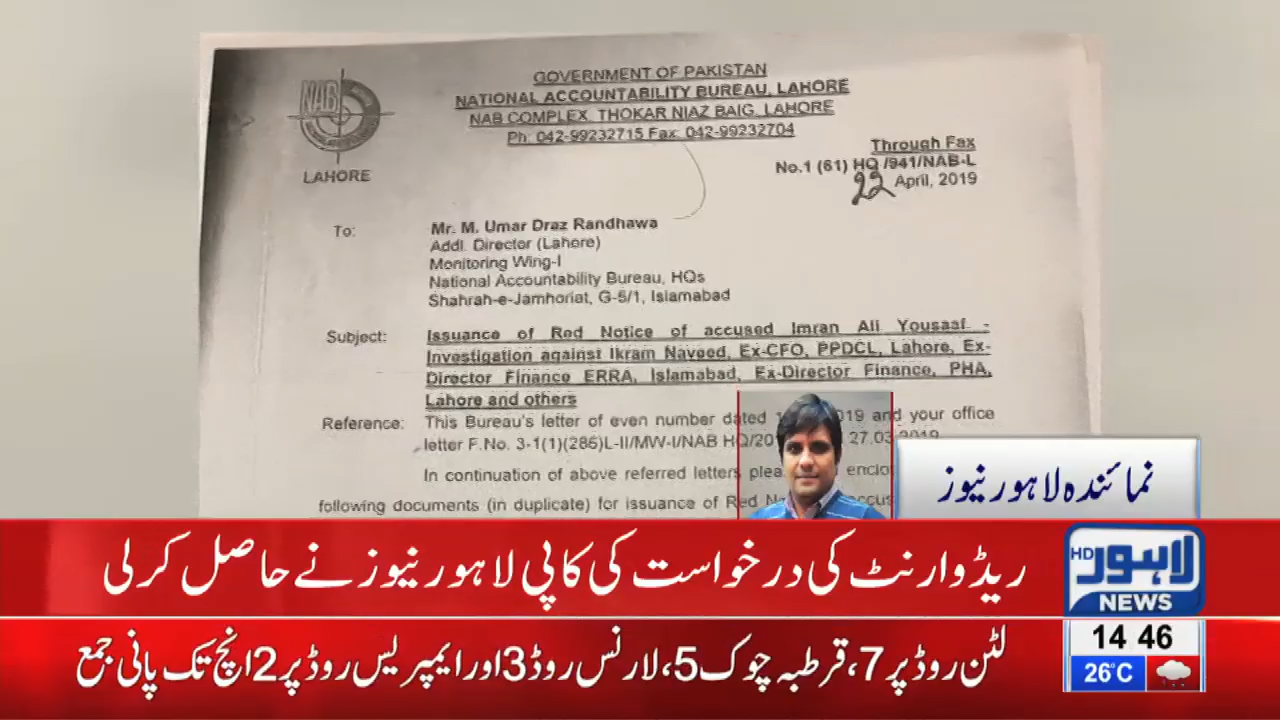 GOVERNMENT OF PAKISTAN
NATIONAL ACCOUNTABILITY BUREAU, LAHORE
NAB COMPLEX, THOKAR NIAZ BAIG, LAHORE
Ph: 042-99232715 Fax: 042-99232704
NAB
LAHORE
Through Fax
No.1 (61) HQ /941/NAB-L
22 April, 2019
To: Mr. M. Umar Draz Randhawa
Addl. Director (Lahore)
Monitoring Wing-I
National Accountability Bureau, HQs
Shahrah-e-Jamhoriat, G-5/1, Islamabad
Subject: Issuance of Red Notice of accused Imran Ali Yousaaf -
Investigation against Ikram Naveed, Ex-CFO, PPDCL, Lahore, Ex-
Director Finance ERRA, Islamabad, Ex-Director Finance, PHA,
Lahore and others
Reference: This Bureau's letter of even number dated 2019 and your office
letter F.No. 3-1(1)(286)L-II/MW-I/NAB HQ/20 27.03.2019
In continuation of above referred letters
following documents (in duplicate) for issuance of Red
نمائندہ لاہور نیوز
ریڈ وارنٹ کی درخواست کی کاپی لاہور نیوز نے حاصل کر لی
HD لاہور
NEWS
لٹن روڈ پر 7، قرطبہ چوک 5، لارنس روڈ 3 اور ایمپریس روڈ پر 2 انچ تک پانی جمع
14 46
26°C